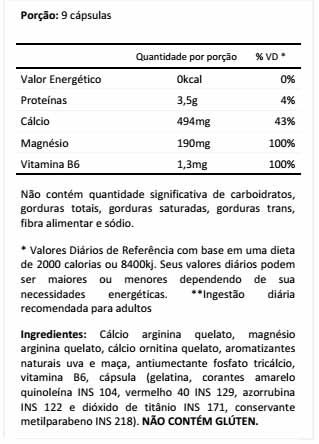 Porção: 9 cápsulas
Quantidade por porção % VD *
Valor Energético 0kcal 0%
Proteínas 3,5g 4%
Cálcio 494mg 43%
Magnésio 190mg 100%
Vitamina B6 1,3mg 100%
Não contém quantidade significativa de carboidratos,
gorduras totais, gorduras saturadas, gorduras trans,
fibra alimentar e sódio.
* Valores Diários de Referência com base em uma dieta
de 2000 calorias ou 8400kj. Seus valores diários podem
ser maiores ou menores dependendo de sua
necessidades energéticas. **Ingestão diária
recomendada para adultos
Ingredientes: Cálcio arginina quelato, magnésio
arginina quelato, cálcio ornitina quelato, aromatizantes
naturais uva e maça, antiumectante fosfato tricálcio,
vitamina B6, cápsula (gelatina, corantes amarelo
quinoleína INS 104, vermelho 40 INS 129, azorrubina
INS 122 e dióxido de titânio INS 171, conservante
metilparabeno INS 218). NÃO CONTÉM GLÚTEN.